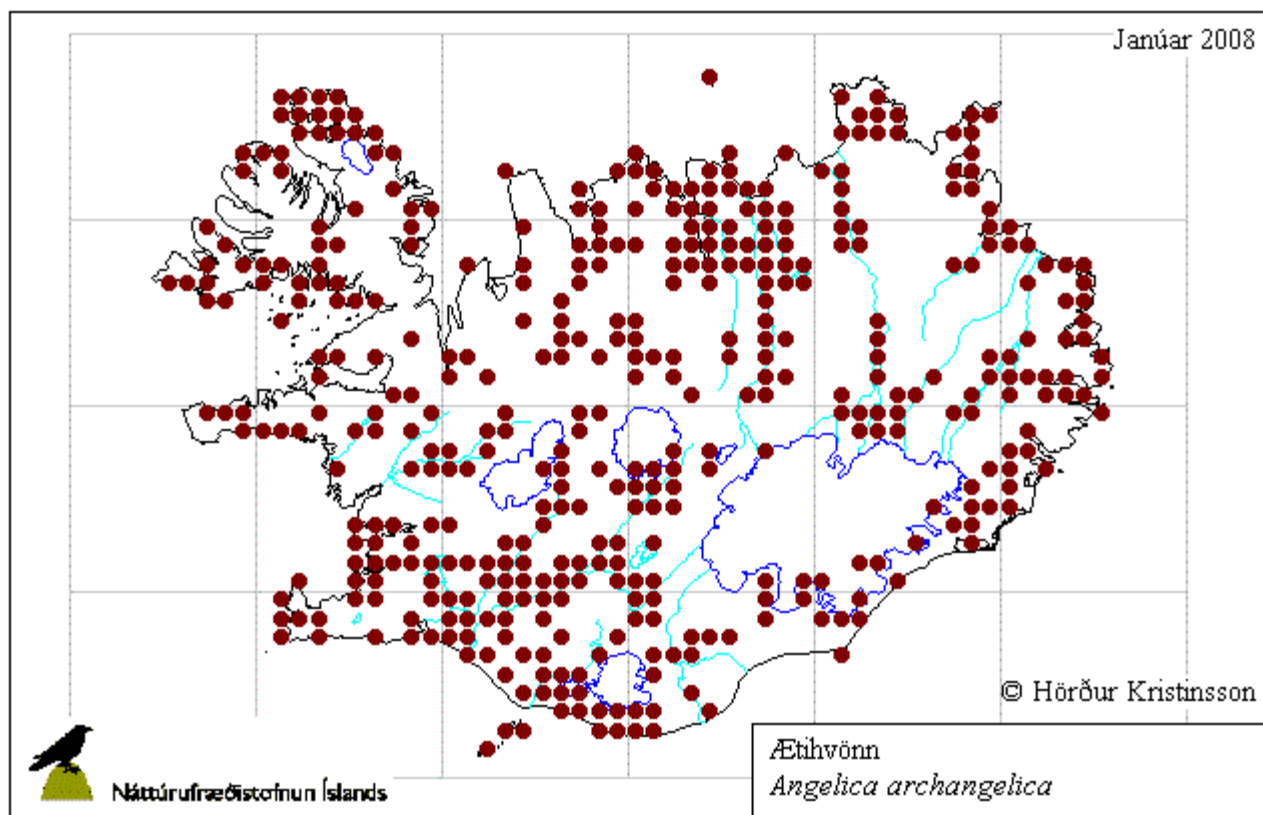 Janúar 2008
© Hörður Kristinsson
Ætihvönn
Angelica archangelica
Náttúrufræðistofnun Íslands